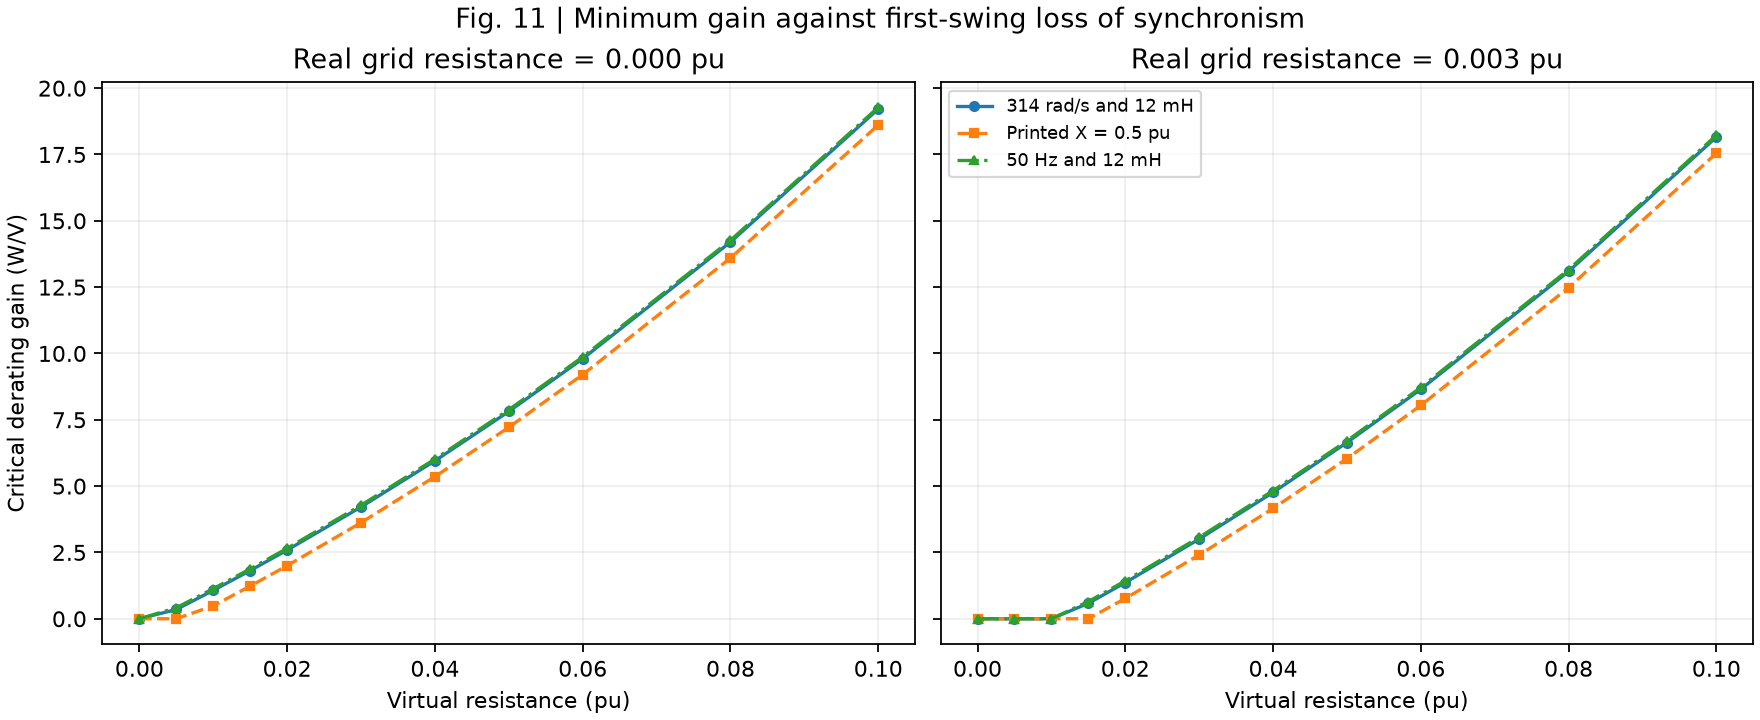 Fig. 11 | Minimum gain against first-swing loss of synchronism
Real grid resistance = 0.000 pu
Real grid resistance = 0.003 pu
Critical derating gain (W/V)
20.0
17.5
15.0
12.5
10.0
7.5
5.0
2.5
0.0
314 rad/s and 12 mH
Printed X = 0.5 pu
50 Hz and 12 mH
0.00 0.02 0.04 0.06 0.08 0.10
0.00 0.02 0.04 0.06 0.08 0.10
Virtual resistance (pu)
Virtual resistance (pu)